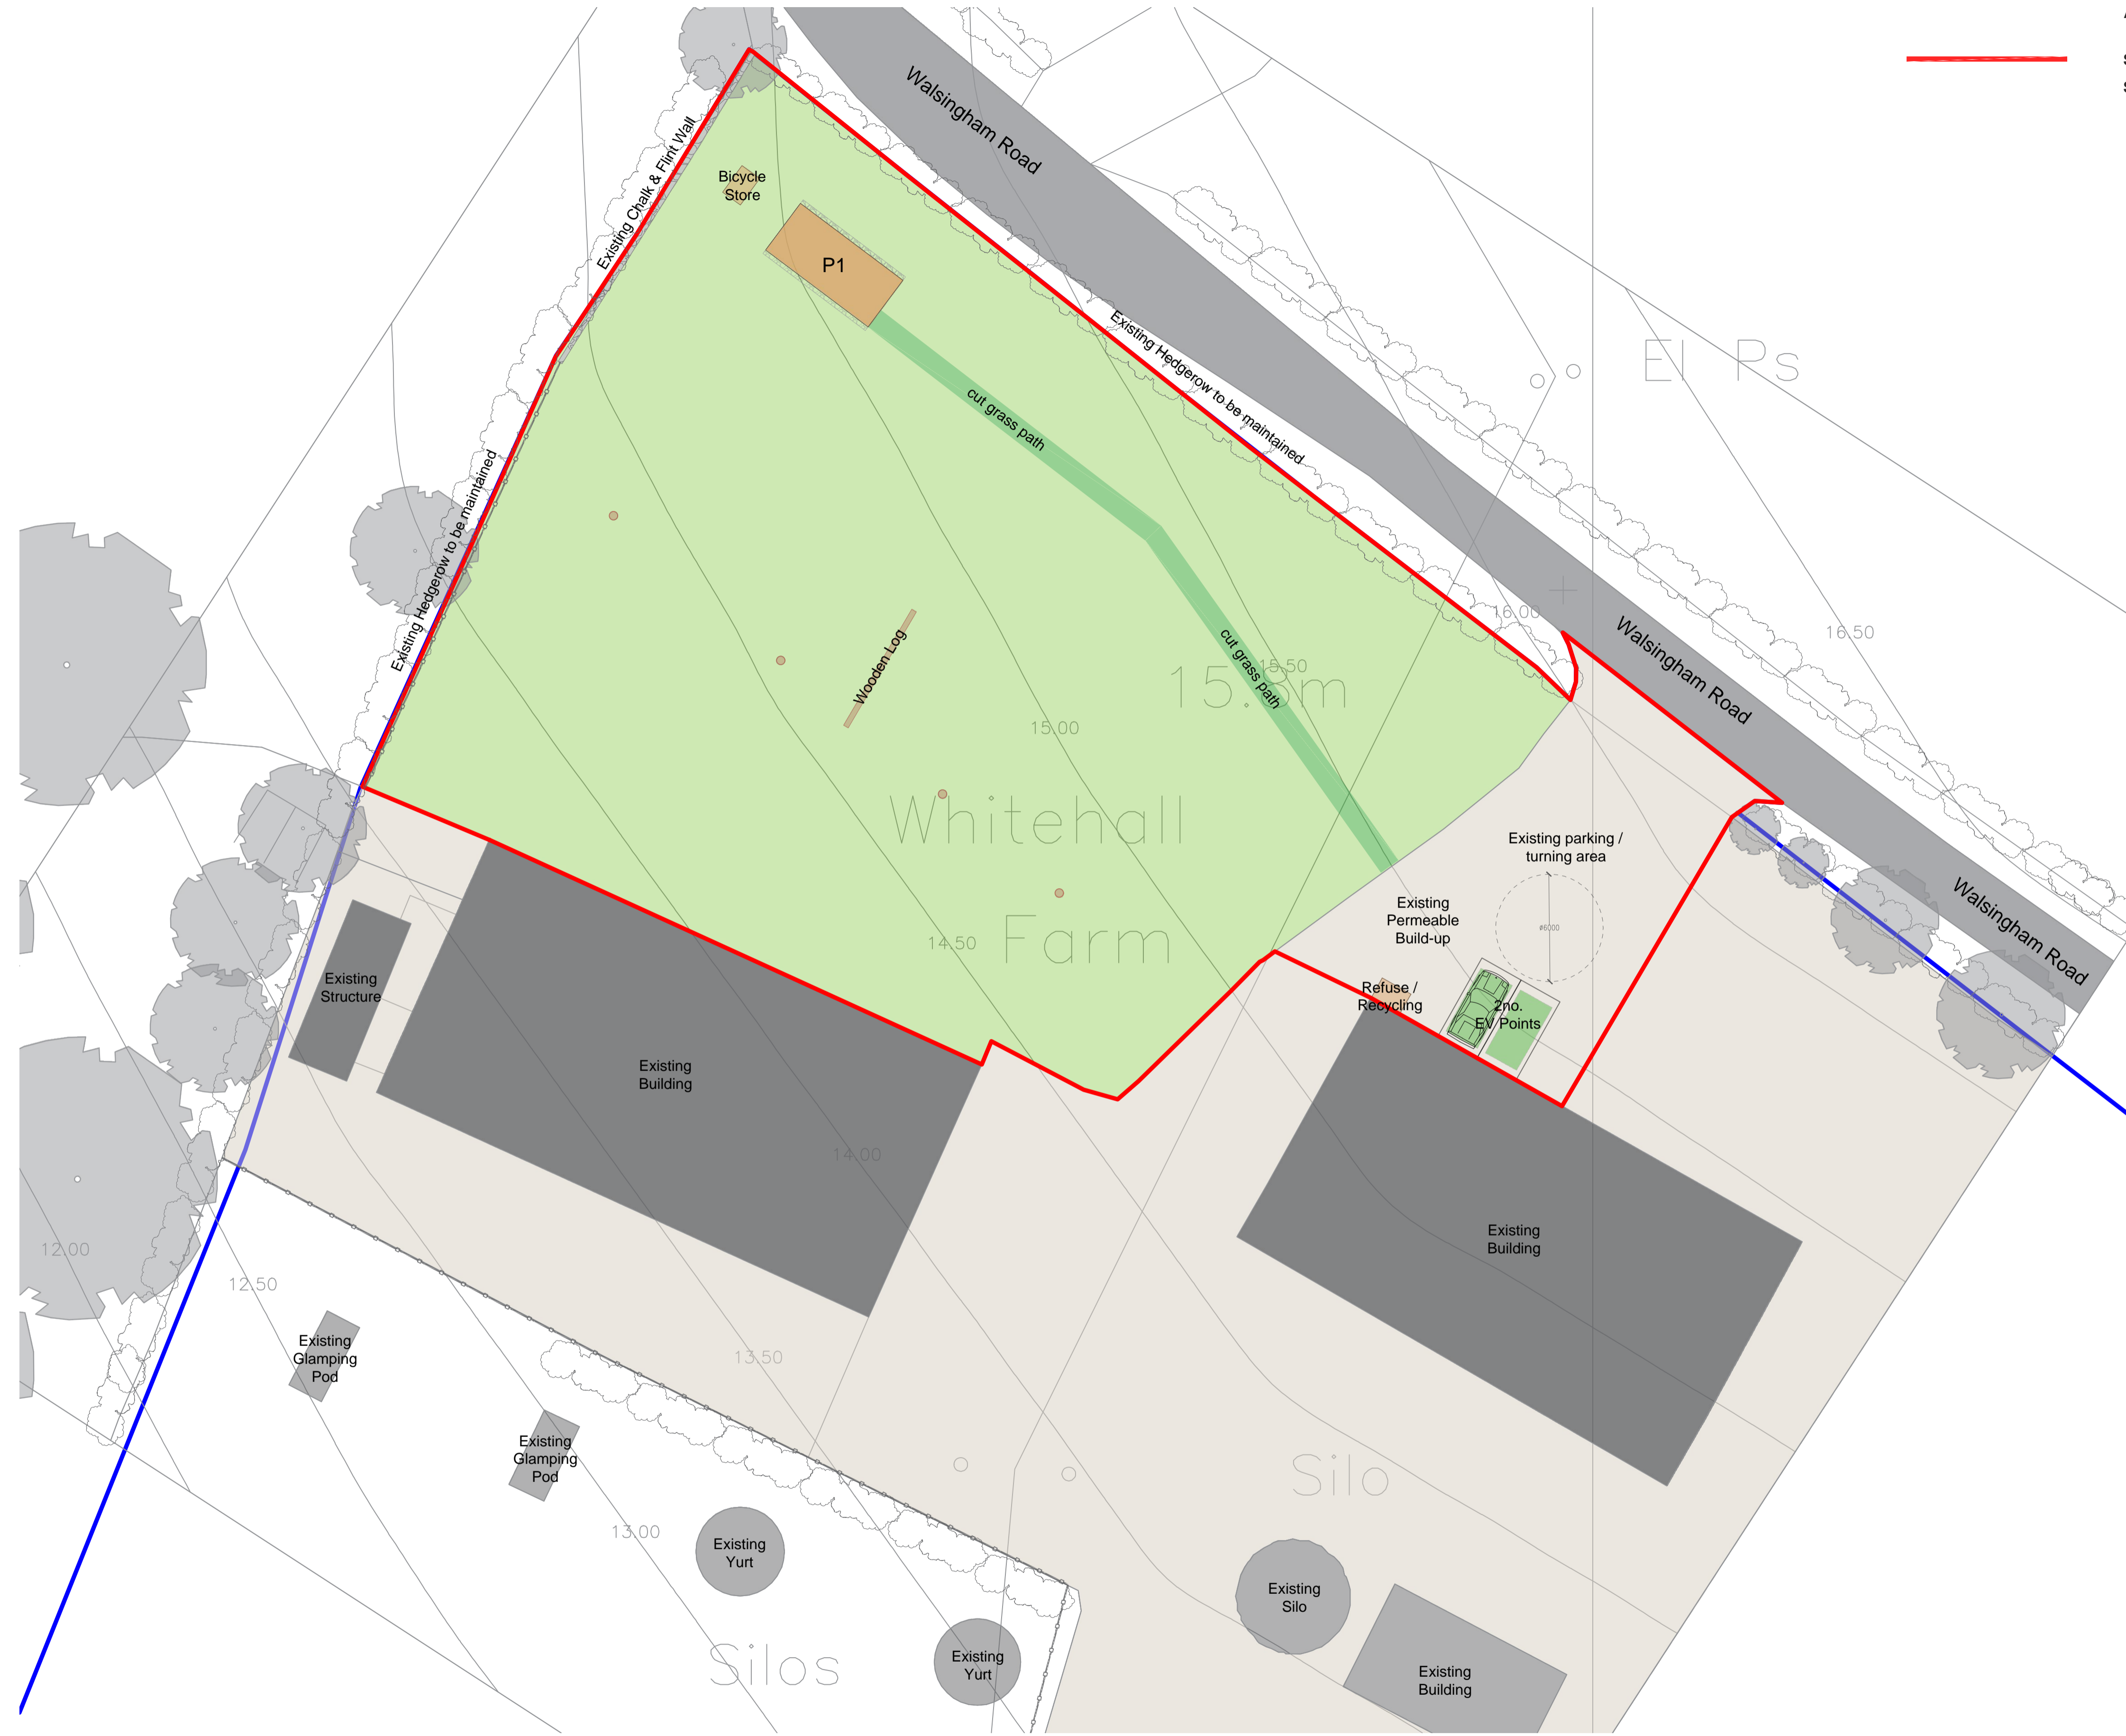 Walsingham Road
Existing Chalk & Flint Wall
Bicycle
Store
P1
Existing Hedgerow to be maintained
El Ps
cut grass path
Existing Hedgerow to be maintained
16.00
16.50
Walsingham Road
Wooden Log
cut grass path
15.50
15.8m
15.00
Whitehall
Farm
14.50
Existing parking /
turning area
Existing
Permeable
Build-up
ø6000
Walsingham Road
Refuse /
Recycling
2no.
EV Points
Existing
Structure
Existing
Building
14.00
Existing
Building
12.00
12.50
Existing
Glamping
Pod
13.50
Existing
Glamping
Pod
Silo
13.00
Existing
Yurt
Existing
Silo
Silos
Existing
Yurt
Existing
Building